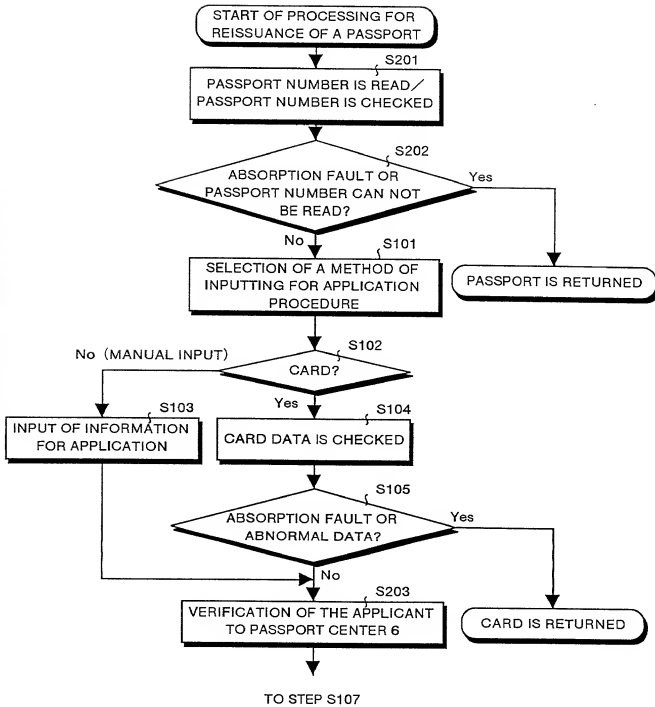 START OF PROCESSING FOR
REISSUANCE OF A PASSPORT
S201
PASSPORT NUMBER IS READ/
PASSPORT NUMBER IS CHECKED
S202
ABSORPTION FAULT OR
PASSPORT NUMBER CAN NOT
BE READ?
Yes
No
S101
SELECTION OF A METHOD OF
INPUTTING FOR APPLICATION
PROCEDURE
PASSPORT IS RETURNED
S102
No (MANUAL INPUT)
CARD?
Yes
S103
S104
INPUT OF INFORMATION
FOR APPLICATION
CARD DATA IS CHECKED
S105
ABSORPTION FAULT OR
ABNORMAL DATA?
Yes
No
S203
VERIFICATION OF THE APPLICANT
TO PASSPORT CENTER 6
CARD IS RETURNED
TO STEP S107